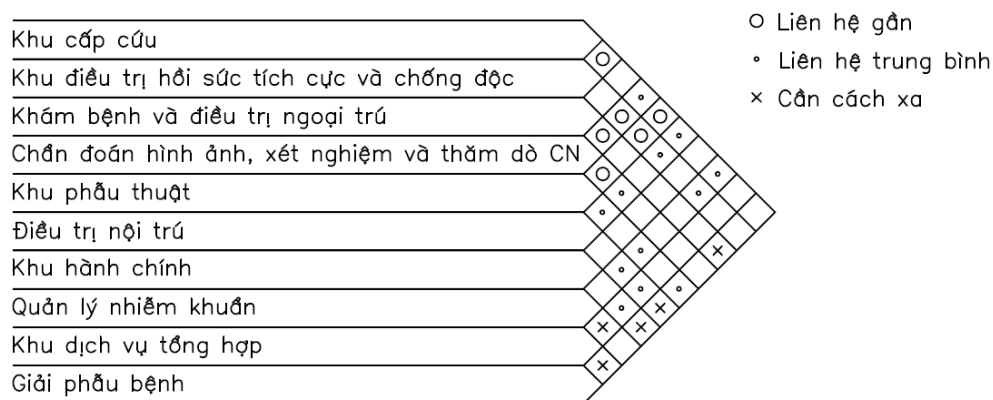 Khu cấp cứu
Khu điều trị hồi sức tích cực và chống độc
Khám bệnh và điều trị ngoại trú
Chẩn đoán hình ảnh, xét nghiệm và thăm dò CN
Khu phẫu thuật
Điều trị nội trú
Khu hành chính
Quản lý nhiễm khuẩn
Khu dịch vụ tổng hợp
Giải phẫu bệnh
Liên hệ gần
Liên hệ trung bình
Cần cách xa